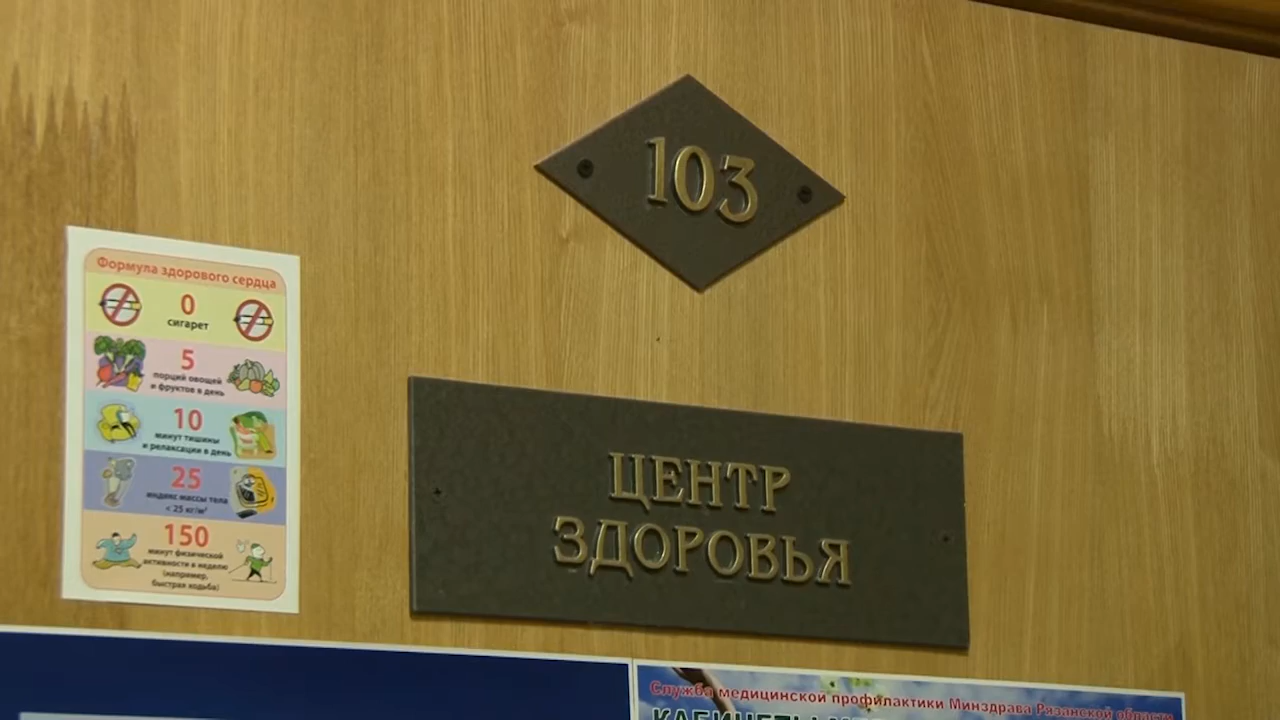 103
ЦЕНТР
ЗДОРОВЬЯ
Формула здорового сердца
0
сигарет
5
порций овощей
и фруктов в день
10
минут тишины
и релаксации в день
25
индекс массы тела
< 25 кг/м²
150
минут физической
активности в неделю
(например,
быстрая ходьба)
Служба медицинской профилактики Минздрава Рязанской области
КАБИНЕТЫ